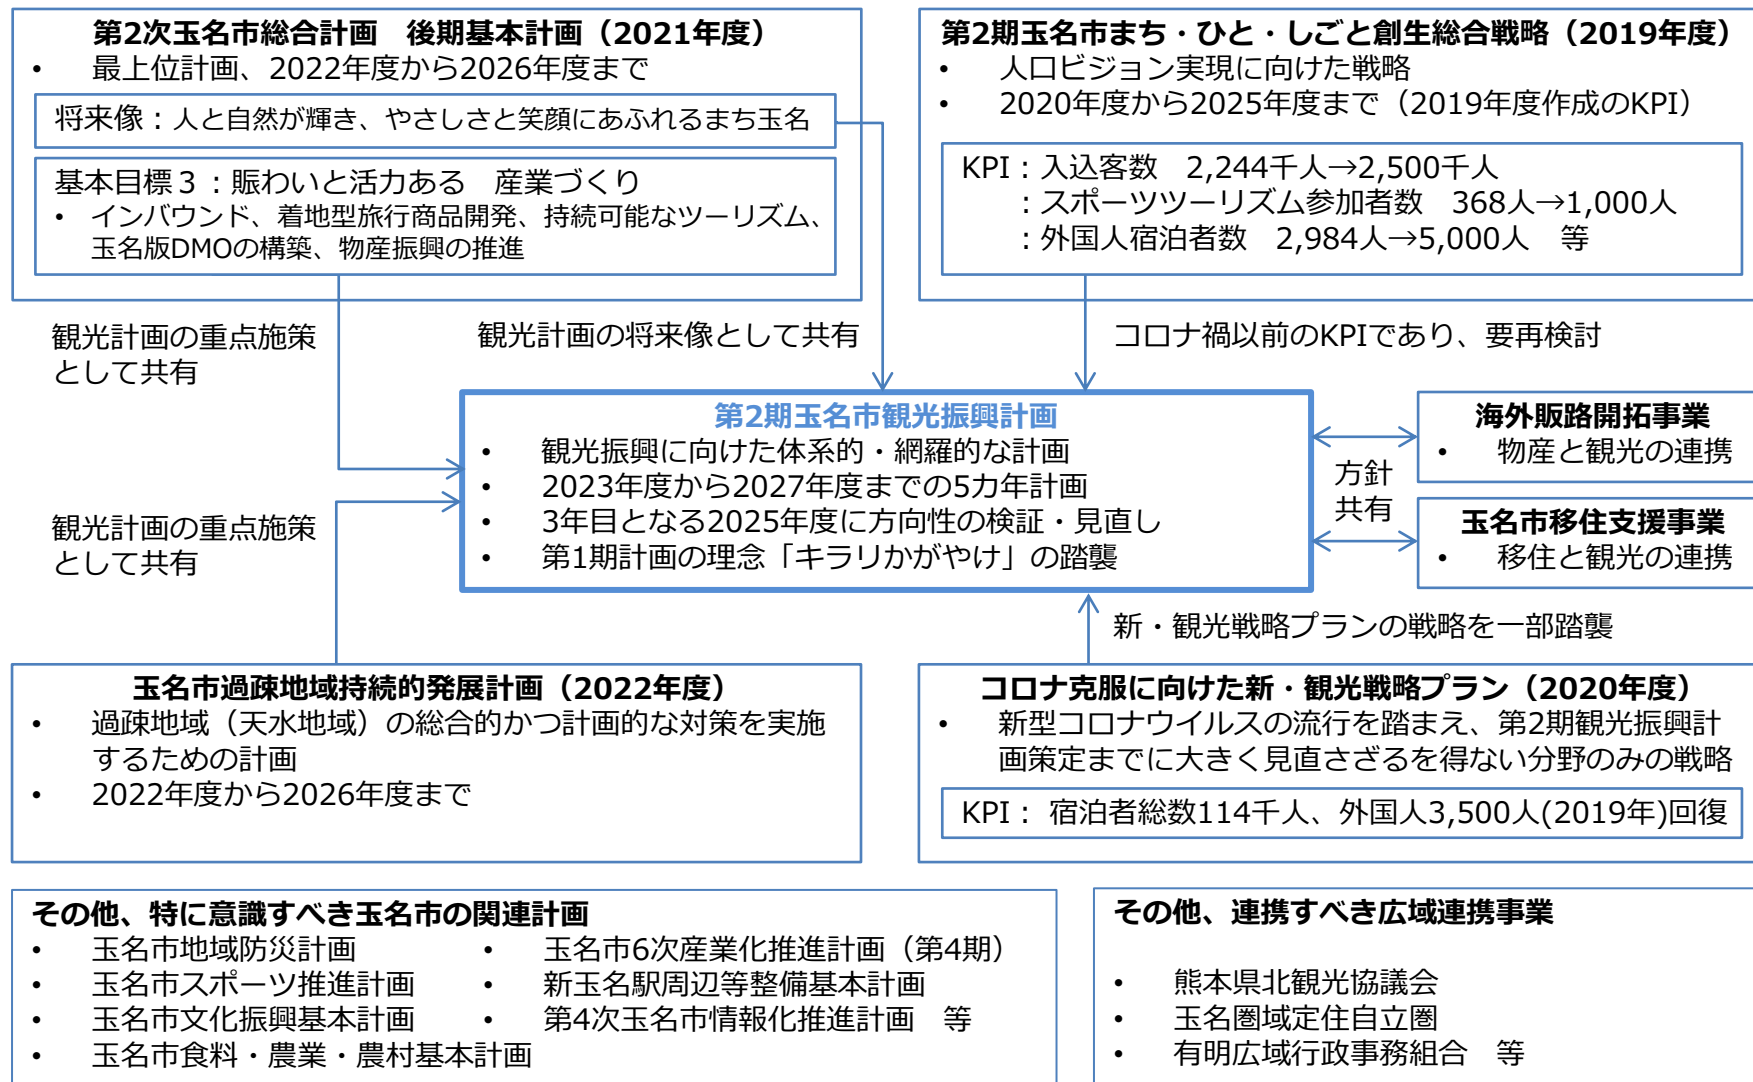 第2次玉名市総合計画　後期基本計画（2021年度）
• 最上位計画、2022年度から2026年度まで
将来像：人と自然が輝き、やさしさと笑顔にあふれるまち玉名
基本目標３：賑わいと活力ある　産業づくり
• インバウンド、着地型旅行商品開発、持続可能なツーリズム、
玉名版DMOの構築、物産振興の推進
第2期玉名市まち・ひと・しごと創生総合戦略（2019年度）
• 人口ビジョン実現に向けた戦略
• 2020年度から2025年度まで（2019年度作成のKPI）
KPI：入込客数　2,244千人→2,500千人
：スポーツツーリズム参加者数　368人→1,000人
：外国人宿泊者数　2,984人→5,000人　等
観光計画の重点施策
として共有
観光計画の将来像として共有
コロナ禍以前のKPIであり、要再検討
第2期玉名市観光振興計画
• 観光振興に向けた体系的・網羅的な計画
• 2023年度から2027年度までの5カ年計画
• 3年目となる2025年度に方向性の検証・見直し
• 第1期計画の理念「キラリかがやけ」の踏襲
海外販路開拓事業
• 物産と観光の連携
方針
共有
玉名市移住支援事業
• 移住と観光の連携
観光計画の重点施策
として共有
新・観光戦略プランの戦略を一部踏襲
玉名市過疎地域持続的発展計画（2022年度）
• 過疎地域（天水地域）の総合的かつ計画的な対策を実施
するための計画
• 2022年度から2026年度まで
コロナ克服に向けた新・観光戦略プラン（2020年度）
• 新型コロナウイルスの流行を踏まえ、第2期観光振興計
画策定までに大きく見直さざるを得ない分野のみの戦略
KPI： 宿泊者総数114千人、外国人3,500人(2019年)回復
その他、特に意識すべき玉名市の関連計画
• 玉名市地域防災計画
• 玉名市スポーツ推進計画
• 玉名市文化振興基本計画
• 玉名市食料・農業・農村基本計画
• 玉名市6次産業化推進計画（第4期）
• 新玉名駅周辺等整備基本計画
• 第4次玉名市情報化推進計画　等
その他、連携すべき広域連携事業
• 熊本県北観光協議会
• 玉名圏域定住自立圏
• 有明広域行政事務組合　等